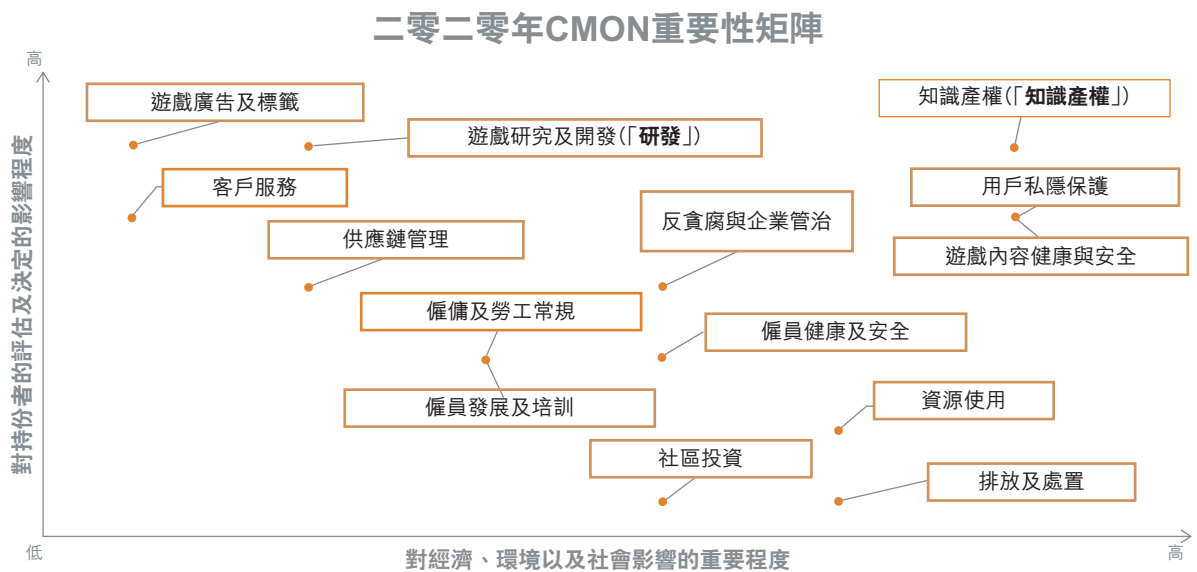 二零二零年CMON重要性矩陣
高
對持份者的評估及決定的影響程度
遊戲廣告及標籤
知識產權(「知識產權」)
遊戲研究及開發(「研發」)
客戶服務
用戶私隱保護
反貪腐與企業管治
供應鏈管理
遊戲內容健康與安全
僱傭及勞工常規
僱員健康及安全
僱員發展及培訓
資源使用
社區投資
排放及處置
低
對經濟、環境以及社會影響的重要程度
高